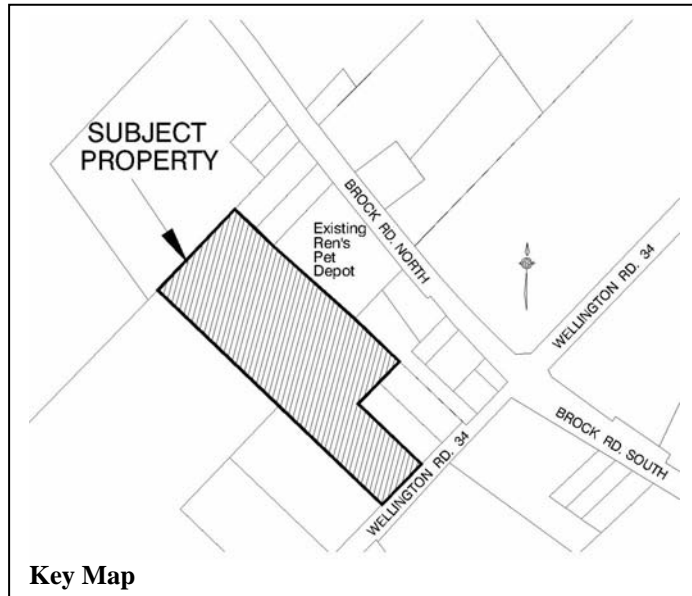 SUBJECT
PROPERTY
Existing
Ren's
Pet
Depot
BROCK RD. NORTH
WELLINGTON RD. 34
BROCK RD. SOUTH
WELLINGTON RD. 34
Key Map